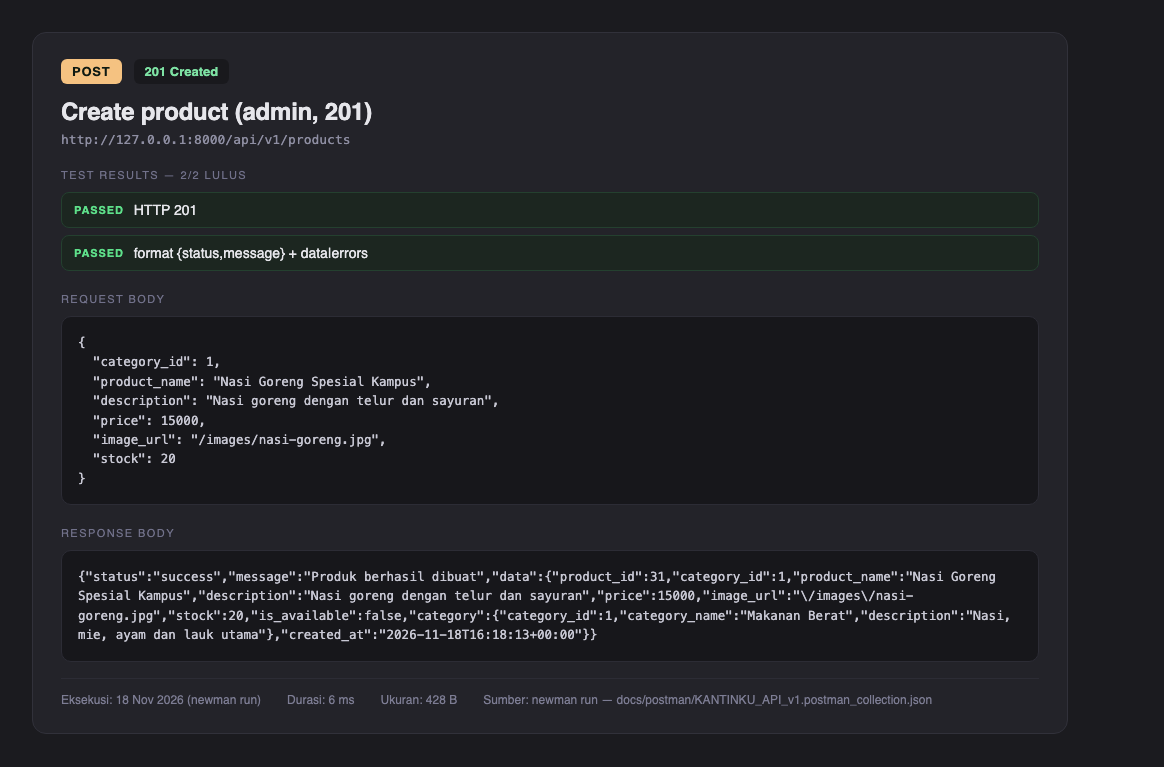 POST 201 Created
Create product (admin, 201)
http://127.0.0.1:8000/api/v1/products
TEST RESULTS — 2/2 LULUS
PASSED HTTP 201
PASSED format {status,message} + data|errors
REQUEST BODY
{
  "category_id": 1,
  "product_name": "Nasi Goreng Spesial Kampus",
  "description": "Nasi goreng dengan telur dan sayuran",
  "price": 15000,
  "image_url": "/images/nasi-goreng.jpg",
  "stock": 20
}
RESPONSE BODY
{"status":"success","message":"Produk berhasil dibuat","data":{"product_id":31,"category_id":1,"product_name":"Nasi Goreng
Spesial Kampus","description":"Nasi goreng dengan telur dan sayuran","price":15000,"image_url":"\/images\/nasi-
goreng.jpg","stock":20,"is_available":false,"category":{"category_id":1,"category_name":"Makanan Berat","description":"Nasi,
mie, ayam dan lauk utama"},"created_at":"2026-11-18T16:18:13+00:00"}}
Eksekusi: 18 Nov 2026 (newman run) Durasi: 6 ms Ukuran: 428 B Sumber: newman run — docs/postman/KANTINKU_API_v1.postman_collection.json